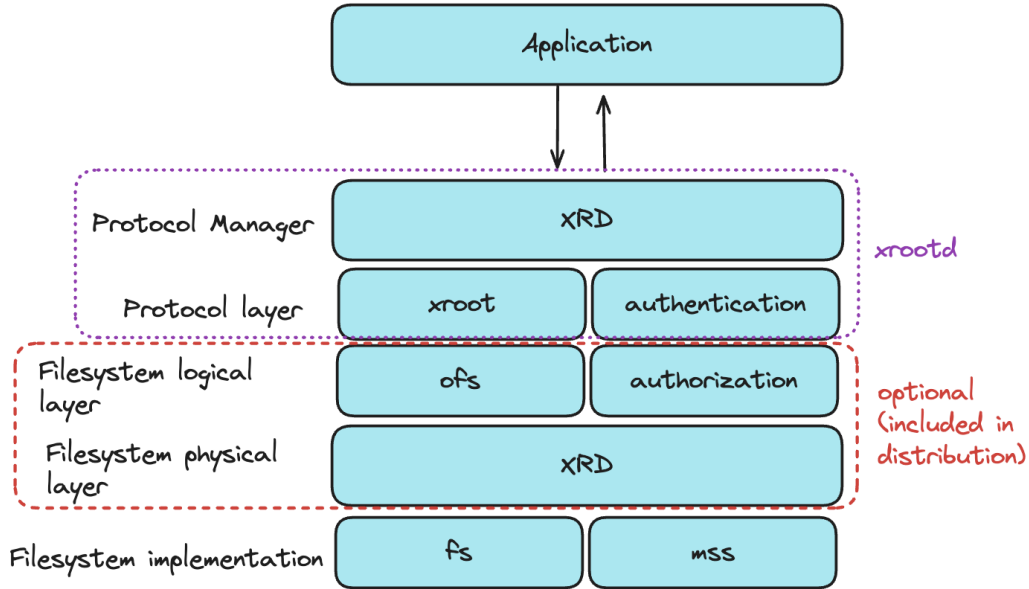 Application
Protocol Manager
XRD
xrootd
Protocol layer
xroot
authentication
Filesystem logical
layer
ofs
authorization
optional
(included in
distribution)
Filesystem physical
layer
XRD
Filesystem implementation
fs
mss